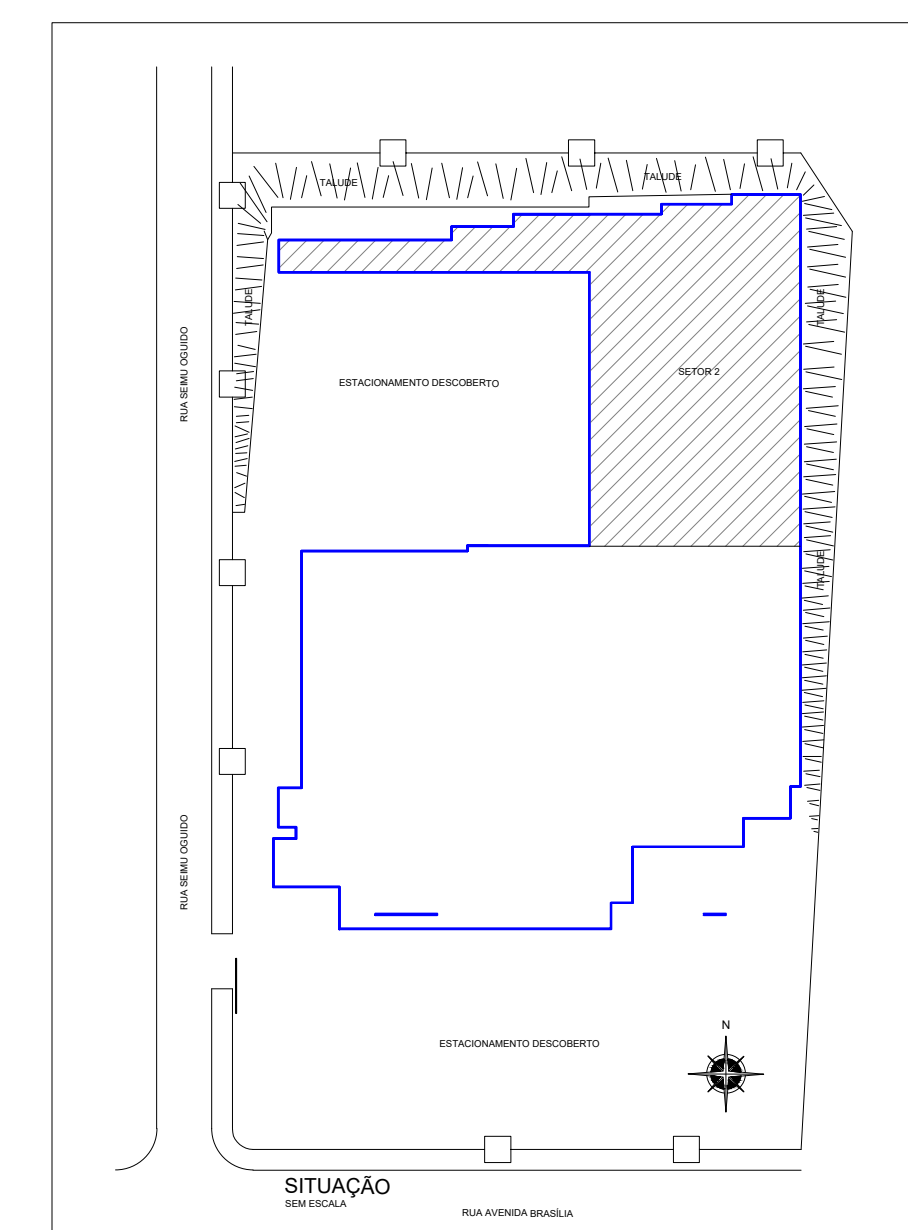 TALUDE
TALUDE
TALUDE
TALUDE
RUA SEIMU OGUIDO
ESTACIONAMENTO DESCOBERTO
SETOR 2
TALUDE
RUA SEIMU OGUIDO
ESTACIONAMENTO DESCOBERTO
N
SITUAÇÃO
SEM ESCALA
RUA AVENIDA BRASÍLIA